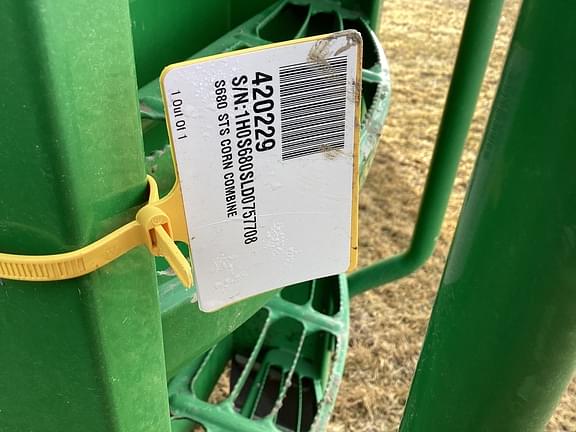 420229
S/N:1H0S680SLD0757708
S680 STS CORN COMBINE
1 Out Of 1